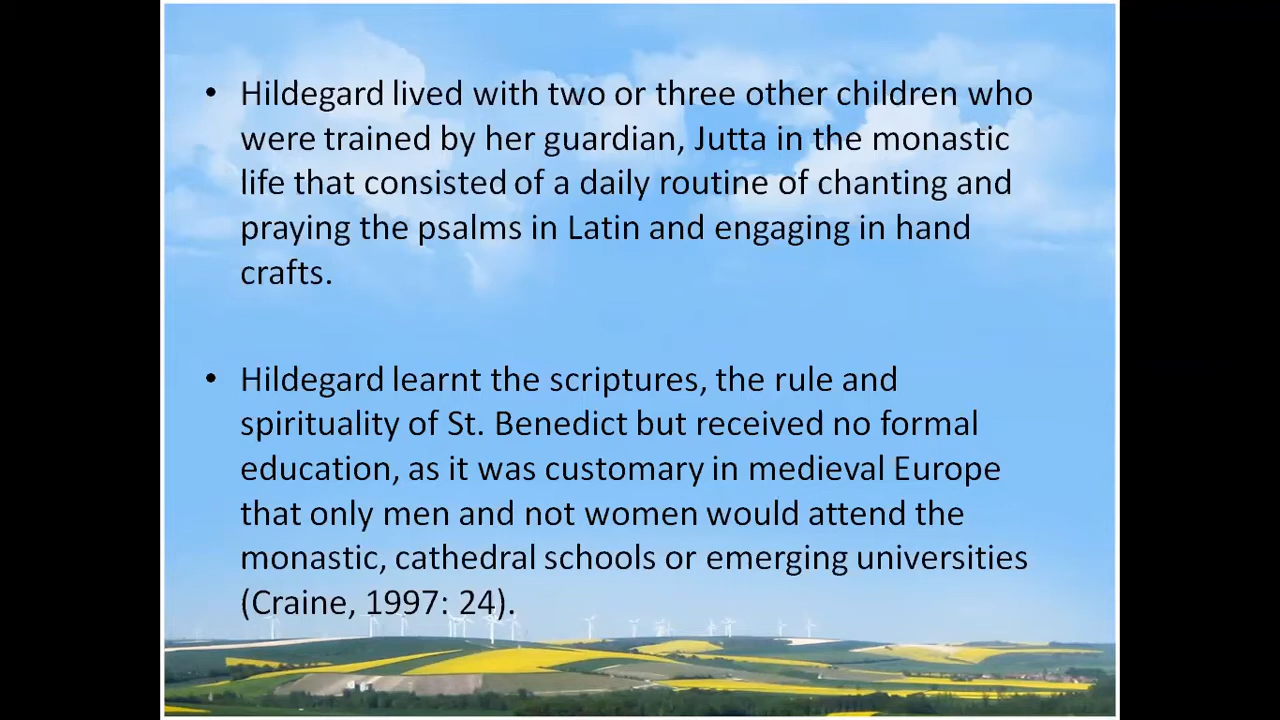 • Hildegard lived with two or three other children who
were trained by her guardian, Jutta in the monastic
life that consisted of a daily routine of chanting and
praying the psalms in Latin and engaging in hand
crafts.
• Hildegard learnt the scriptures, the rule and
spirituality of St. Benedict but received no formal
education, as it was customary in medieval Europe
that only men and not women would attend the
monastic, cathedral schools or emerging universities
(Craine, 1997: 24).